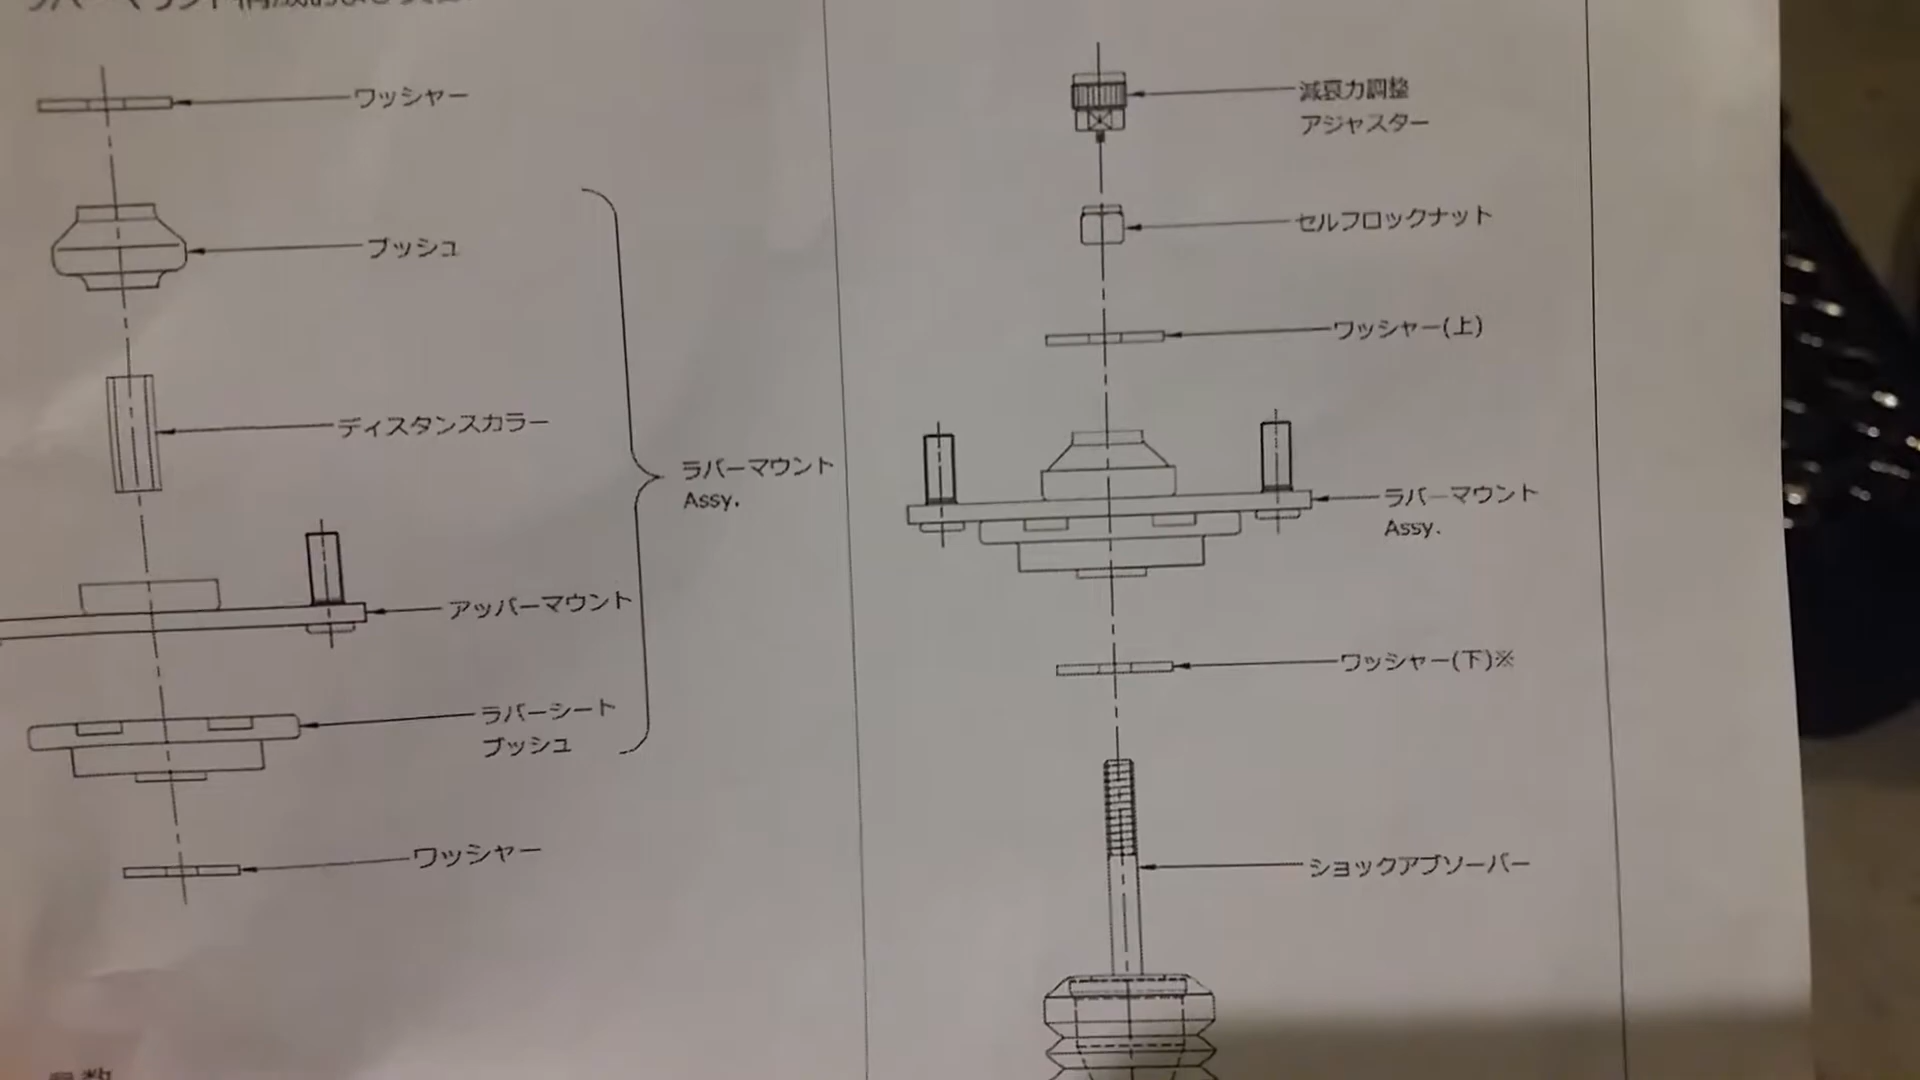 ワッシャー
ブッシュ
ディスタンスカラー
ラバーマウント
Assy.
アッパーマウント
ラバーシート
ブッシュ
ワッシャー
減衰力調整
アジャスター
セルフロックナット
ワッシャー(上)
ラバーマウント
Assy.
ワッシャー(下)※
ショックアブソーバー